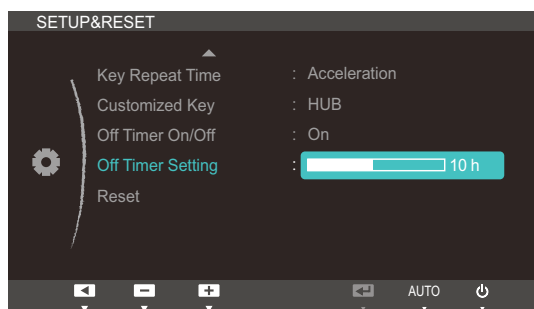 SETUP&RESET
Key Repeat Time : Acceleration
Customized Key : HUB
Off Timer On/Off : On
Off Timer Setting : 10 h
Reset
AUTO